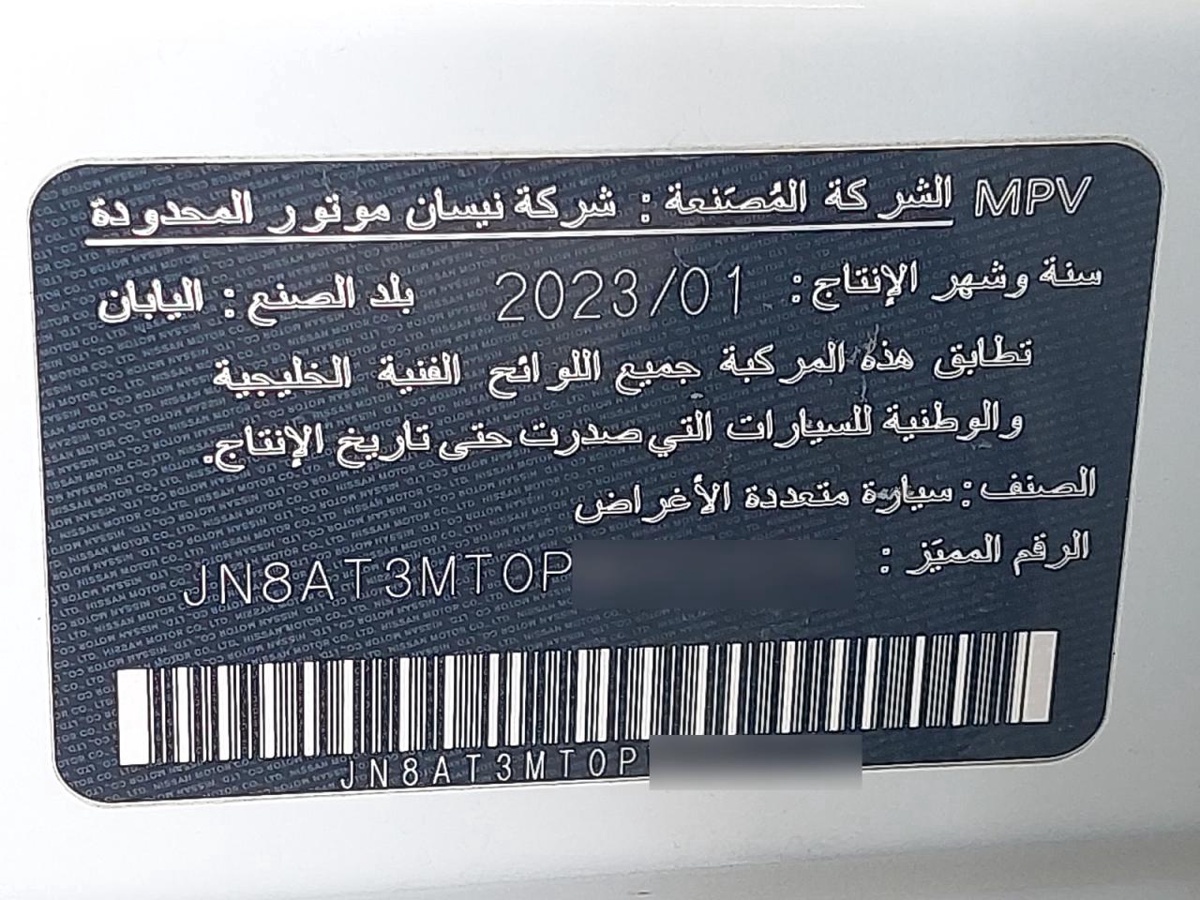 MPV الشركة المُصَنعة : شركة نيسان موتور المحدودة
سنة وشهر الإنتاج : 2023/01 بلد الصنع : اليابان
تطابق هذه المركبة جميع اللوائح الفنية الخليجية
والوطنية للسيارات التي صدرت حتى تاريخ الإنتاج.
الصنف : سيارة متعددة الأغراض
الرقم المميَز : JN8AT3MT0P
JN8AT3MT0P